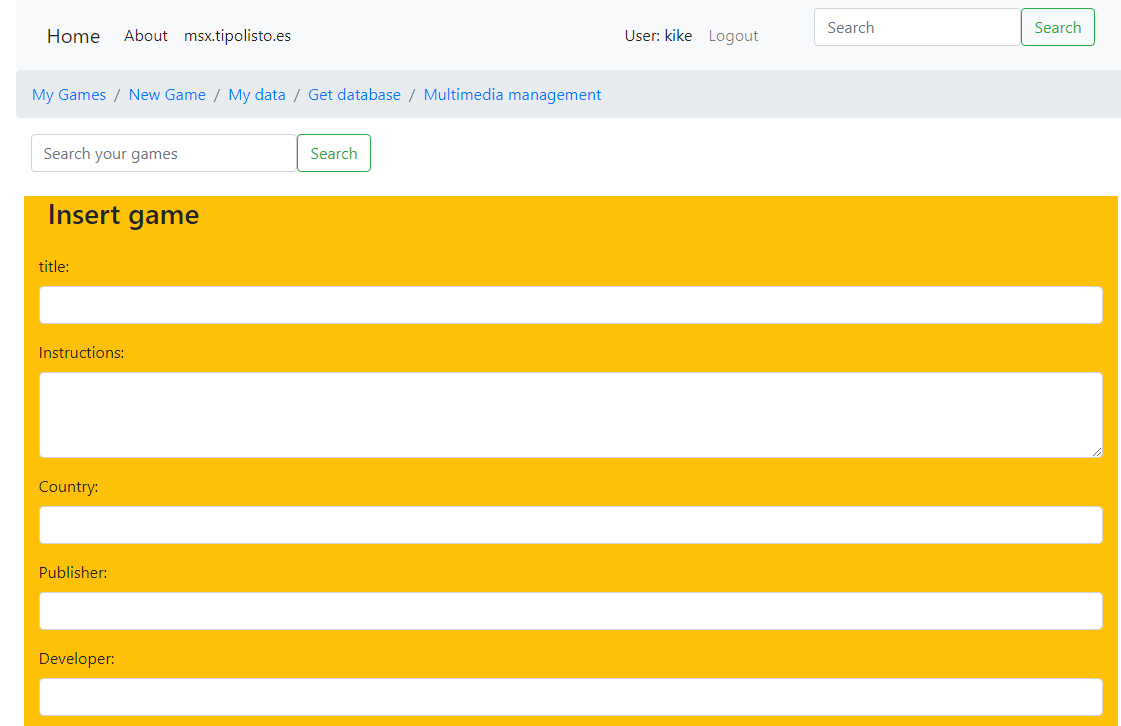 Home About msx.tipolisto.es User: kike Logout Search Search
My Games / New Game / My data / Get database / Multimedia management
Search your games Search
Insert game
title:
Instructions:
Country:
Publisher:
Developer: